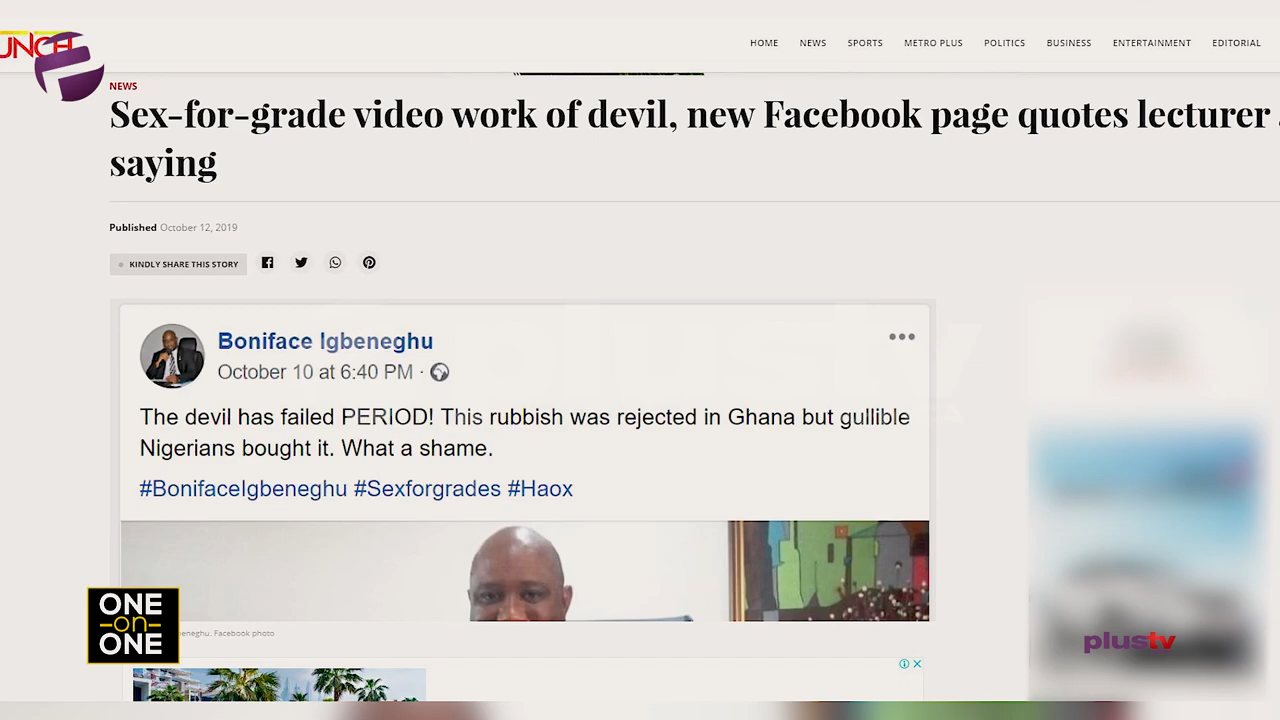 HOME NEWS SPORTS METRO PLUS POLITICS BUSINESS ENTERTAINMENT EDITORIAL
NEWS
Sex-for-grade video work of devil, new Facebook page quotes lecturer
saying
Published October 12, 2019
KINDLY SHARE THIS STORY
Boniface Igbeneghu
October 10 at 6:40 PM ·
The devil has failed PERIOD! This rubbish was rejected in Ghana but gullible
Nigerians bought it. What a shame.
#BonifaceIgbeneghu #Sexforgrades #Haox
beneghu. Facebook photo
ONE
on
ONE
plustv